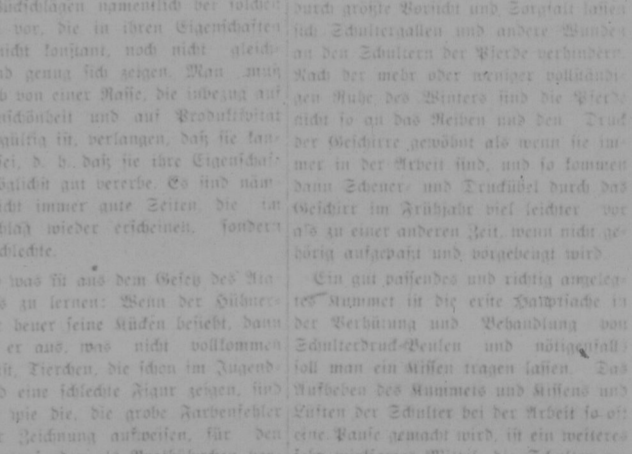 Rückschlägen namentlich bei solchen
vor, die in ihren Eigenschaften
nicht konstant, noch nicht gleich-
genug sich zeigen. Man muß
von einer Rasse, die inbezug auf
schönheit und auf Produktivität
gültig ist, verlangen, daß sie kon-
sei, d. h. daß sie ihre Eigenschaf-
möglichst gut vererbe. Es sind näm-
nicht immer gute Seiten, die im
wieder erscheinen, sondern
schlechte.
was ist aus dem Gesetz des Ata-
zu lernen: Wenn der Hühner-
heuer seine Kücken besieht, dann
er aus, was nicht vollkommen
ist, Tierchen, die schon im Jugend-
eine schlechte Figur zeigen, sind
wie die, die grobe Farbenfehler
Zeichnung aufweisen, für den
durch größte Vorsicht und Sorgfalt lassen
sich Schultergallen und andere Wunden
an den Schultern der Pferde verhindern.
Nach der mehr oder weniger vollständi-
gen Ruhe des Winters sind die Pferde
nicht so an das Reiben und den Druck
der Geschirre gewöhnt als wenn sie im-
mer in der Arbeit sind, und so kommen
dann Scheuer- und Druckübel durch das
Geschirr im Frühjahr viel leichter vor
als zu einer anderen Zeit, wenn nicht ge-
hörig aufgepaßt und vorgebeugt wird.
Ein gut passendes und richtig angeleg-
tes Kummet ist die erste Hauptsache in
der Verhütung und Behandlung von
Schulterdruck-Beulen und nötigenfalls
soll man ein Kissen tragen lassen. Das
Aufheben des Kummets und Kissens und
Lüften der Schulter bei der Arbeit so oft
eine Pause gemacht wird, ist ein weiteres